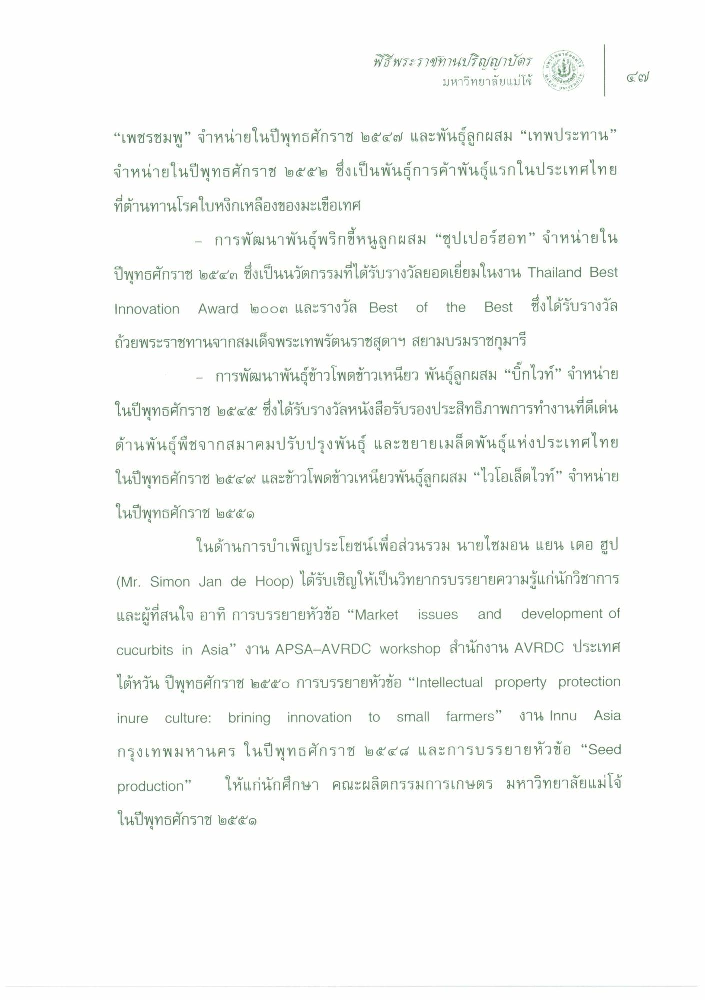 พิธีพระราชทานปริญญาบัตร
มหาวิทยาลัยแม่โจ้
MAEJO UNIVERSITY
๔๗
“เพชรชมพู” จำหน่ายในปีพุทธศักราช ๒๕๔๗ และพันธุ์ลูกผสม “เทพประทาน”
จำหน่ายในปีพุทธศักราช ๒๕๕๒ ซึ่งเป็นพันธุ์การค้าพันธุ์แรกในประเทศไทย
ที่ต้านทานโรคใบหงิกเหลืองของมะเขือเทศ
– การพัฒนาพันธุ์พริกขี้หนูลูกผสม “ซุปเปอร์ฮอท” จำหน่ายใน
ปีพุทธศักราช ๒๕๔๓ ซึ่งเป็นนวัตกรรมที่ได้รับรางวัลยอดเยี่ยมในงาน Thailand Best
Innovation Award ๒๐๐๓ และรางวัล Best of the Best ซึ่งได้รับรางวัล
ถ้วยพระราชทานจากสมเด็จพระเทพรัตนราชสุดาฯ สยามบรมราชกุมารี
– การพัฒนาพันธุ์ข้าวโพดข้าวเหนียว พันธุ์ลูกผสม “บิ๊กไวท์” จำหน่าย
ในปีพุทธศักราช ๒๕๔๕ ซึ่งได้รับรางวัลหนังสือรับรองประสิทธิภาพการทำงานที่ดีเด่น
ด้านพันธุ์พืชจากสมาคมปรับปรุงพันธุ์ และขยายเมล็ดพันธุ์แห่งประเทศไทย
ในปีพุทธศักราช ๒๕๔๙ และข้าวโพดข้าวเหนียวพันธุ์ลูกผสม “ไวโอเล็ตไวท์” จำหน่าย
ในปีพุทธศักราช ๒๕๕๑
ในด้านการบำเพ็ญประโยชน์เพื่อส่วนรวม นายไซมอน แยน เดอ ฮูป
(Mr. Simon Jan de Hoop) ได้รับเชิญให้เป็นวิทยากรบรรยายความรู้แก่นักวิชาการ
และผู้ที่สนใจ อาทิ การบรรยายหัวข้อ “Market issues and development of
cucurbits in Asia” งาน APSA–AVRDC workshop สำนักงาน AVRDC ประเทศ
ไต้หวัน ปีพุทธศักราช ๒๕๕๐ การบรรยายหัวข้อ “Intellectual property protection
inure culture: brining innovation to small farmers” งาน Innu Asia
กรุงเทพมหานคร ในปีพุทธศักราช ๒๕๔๘ และการบรรยายหัวข้อ “Seed
production” ให้แก่นักศึกษา คณะผลิตกรรมการเกษตร มหาวิทยาลัยแม่โจ้
ในปีพุทธศักราช ๒๕๕๑